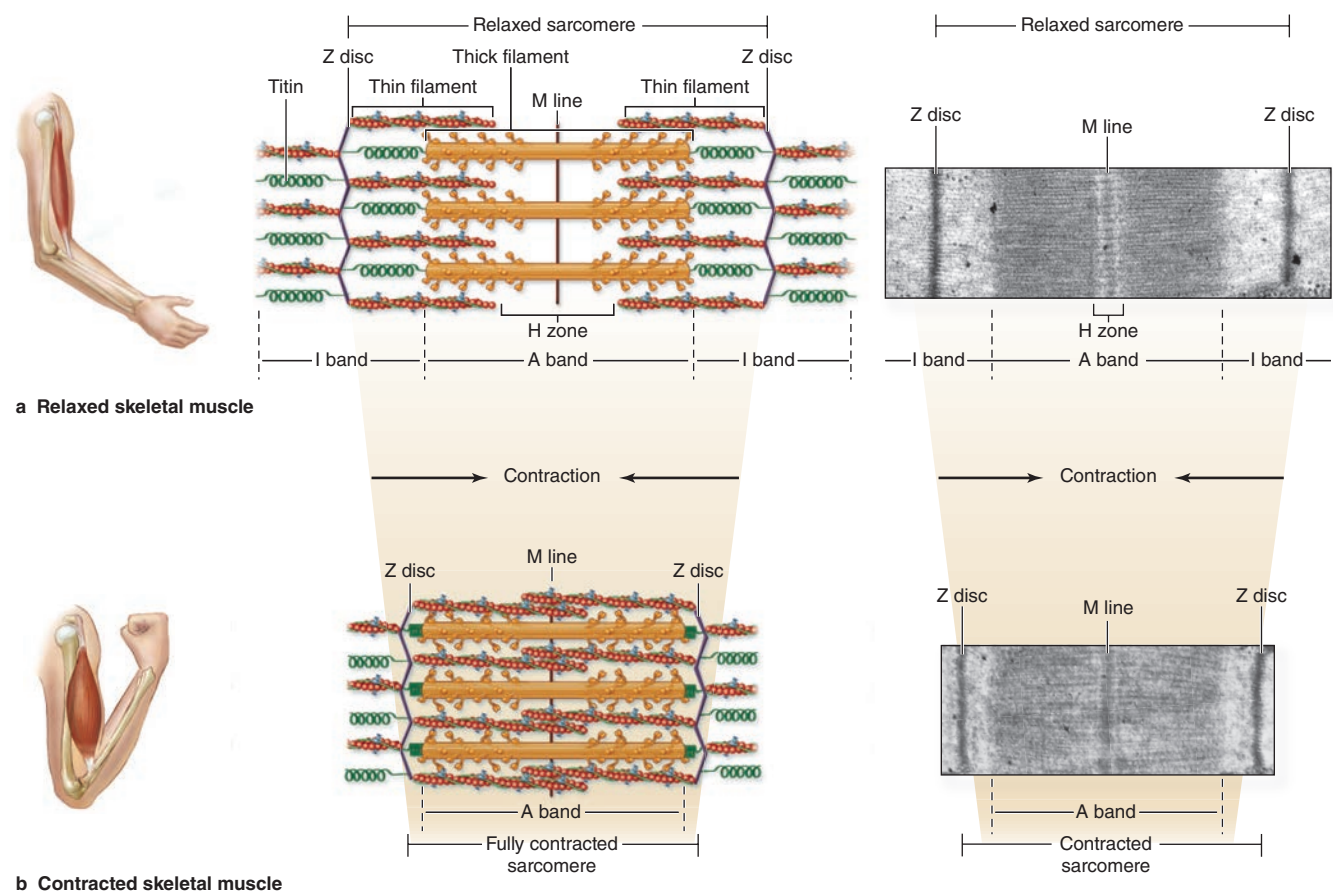 Relaxed sarcomere
Relaxed sarcomere
Z disc
Thick filament
Z disc
Titin
Thin filament
M line
Thin filament
Z disc
M line
Z disc
H zone
H zone
I band
A band
I band
I band
A band
I band
a Relaxed skeletal muscle
Contraction
Contraction
M line
Z disc
Z disc
Z disc
M line
Z disc
A band
A band
Fully contracted
sarcomere
Contracted
sarcomere
b Contracted skeletal muscle